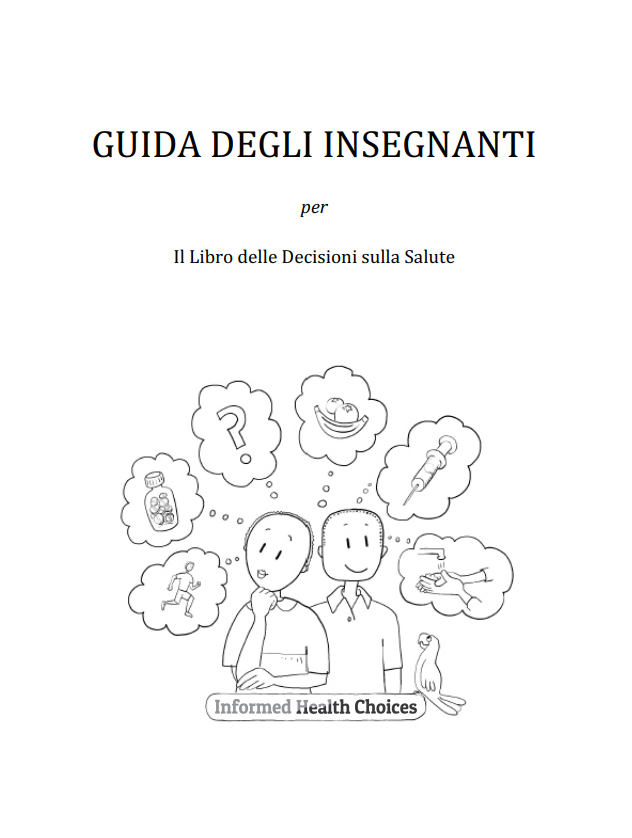 GUIDA DEGLI INSEGNANTI
per
Il Libro delle Decisioni sulla Salute
?
Informed Health Choices